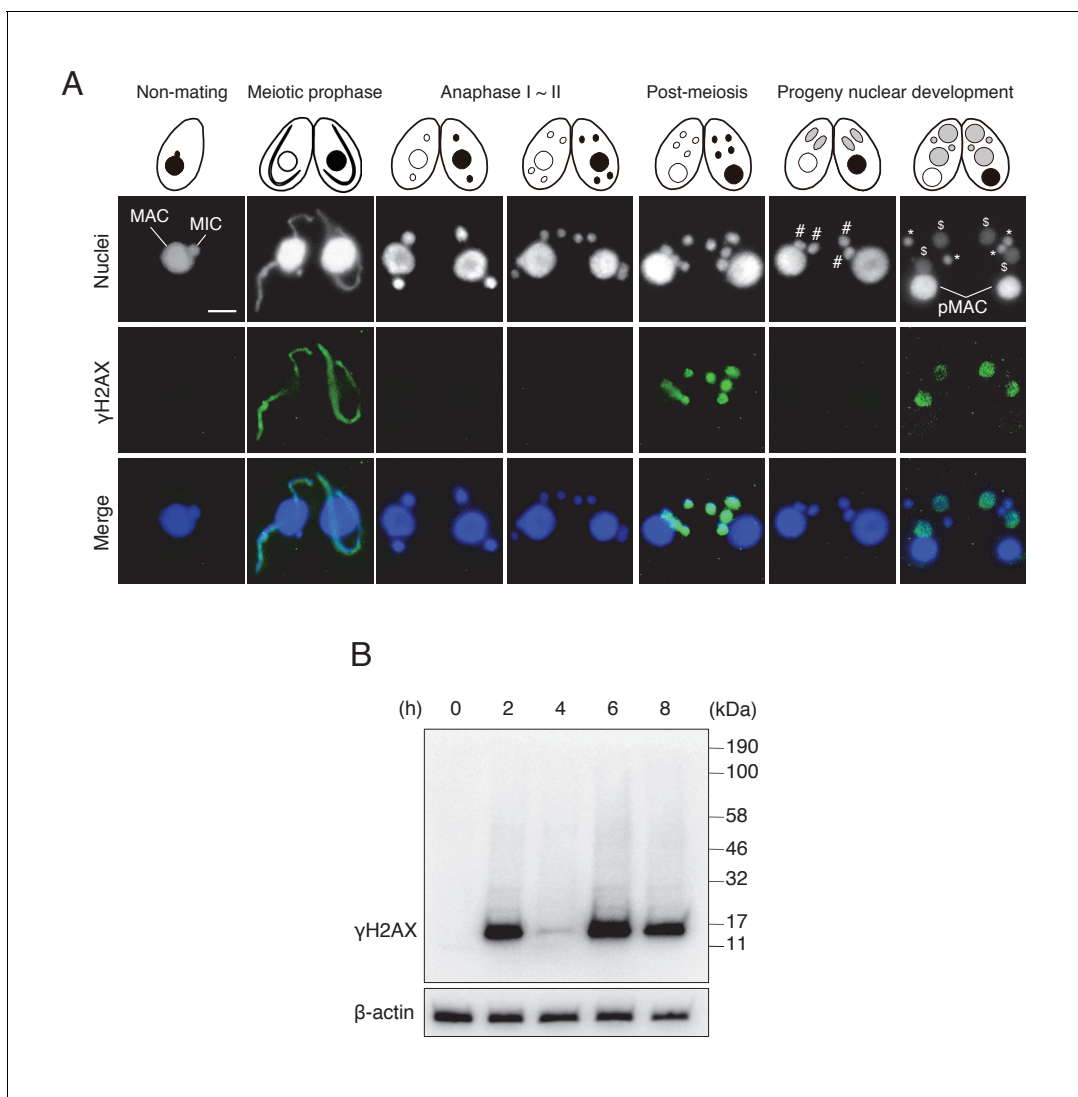 A
Non-mating Meiotic prophase Anaphase I ~ II Post-meiosis Progeny nuclear development
Nuclei
MAC MIC
# # # #
$ $ $ $ * * * *
pMAC
γH2AX
Merge
B
(h) 0 2 4 6 8 (kDa)
190
100
58
46
32
17
11
γH2AX
β-actin